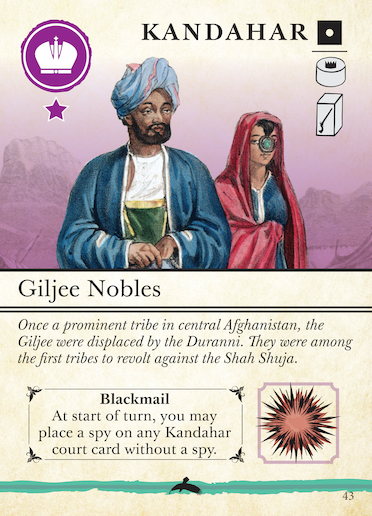 KANDAHAR
Giljee Nobles
Once a prominent tribe in central Afghanistan, the
Giljee were displaced by the Duranni. They were among
the first tribes to revolt against the Shah Shuja.
Blackmail
At start of turn, you may
place a spy on any Kandahar
court card without a spy.
43